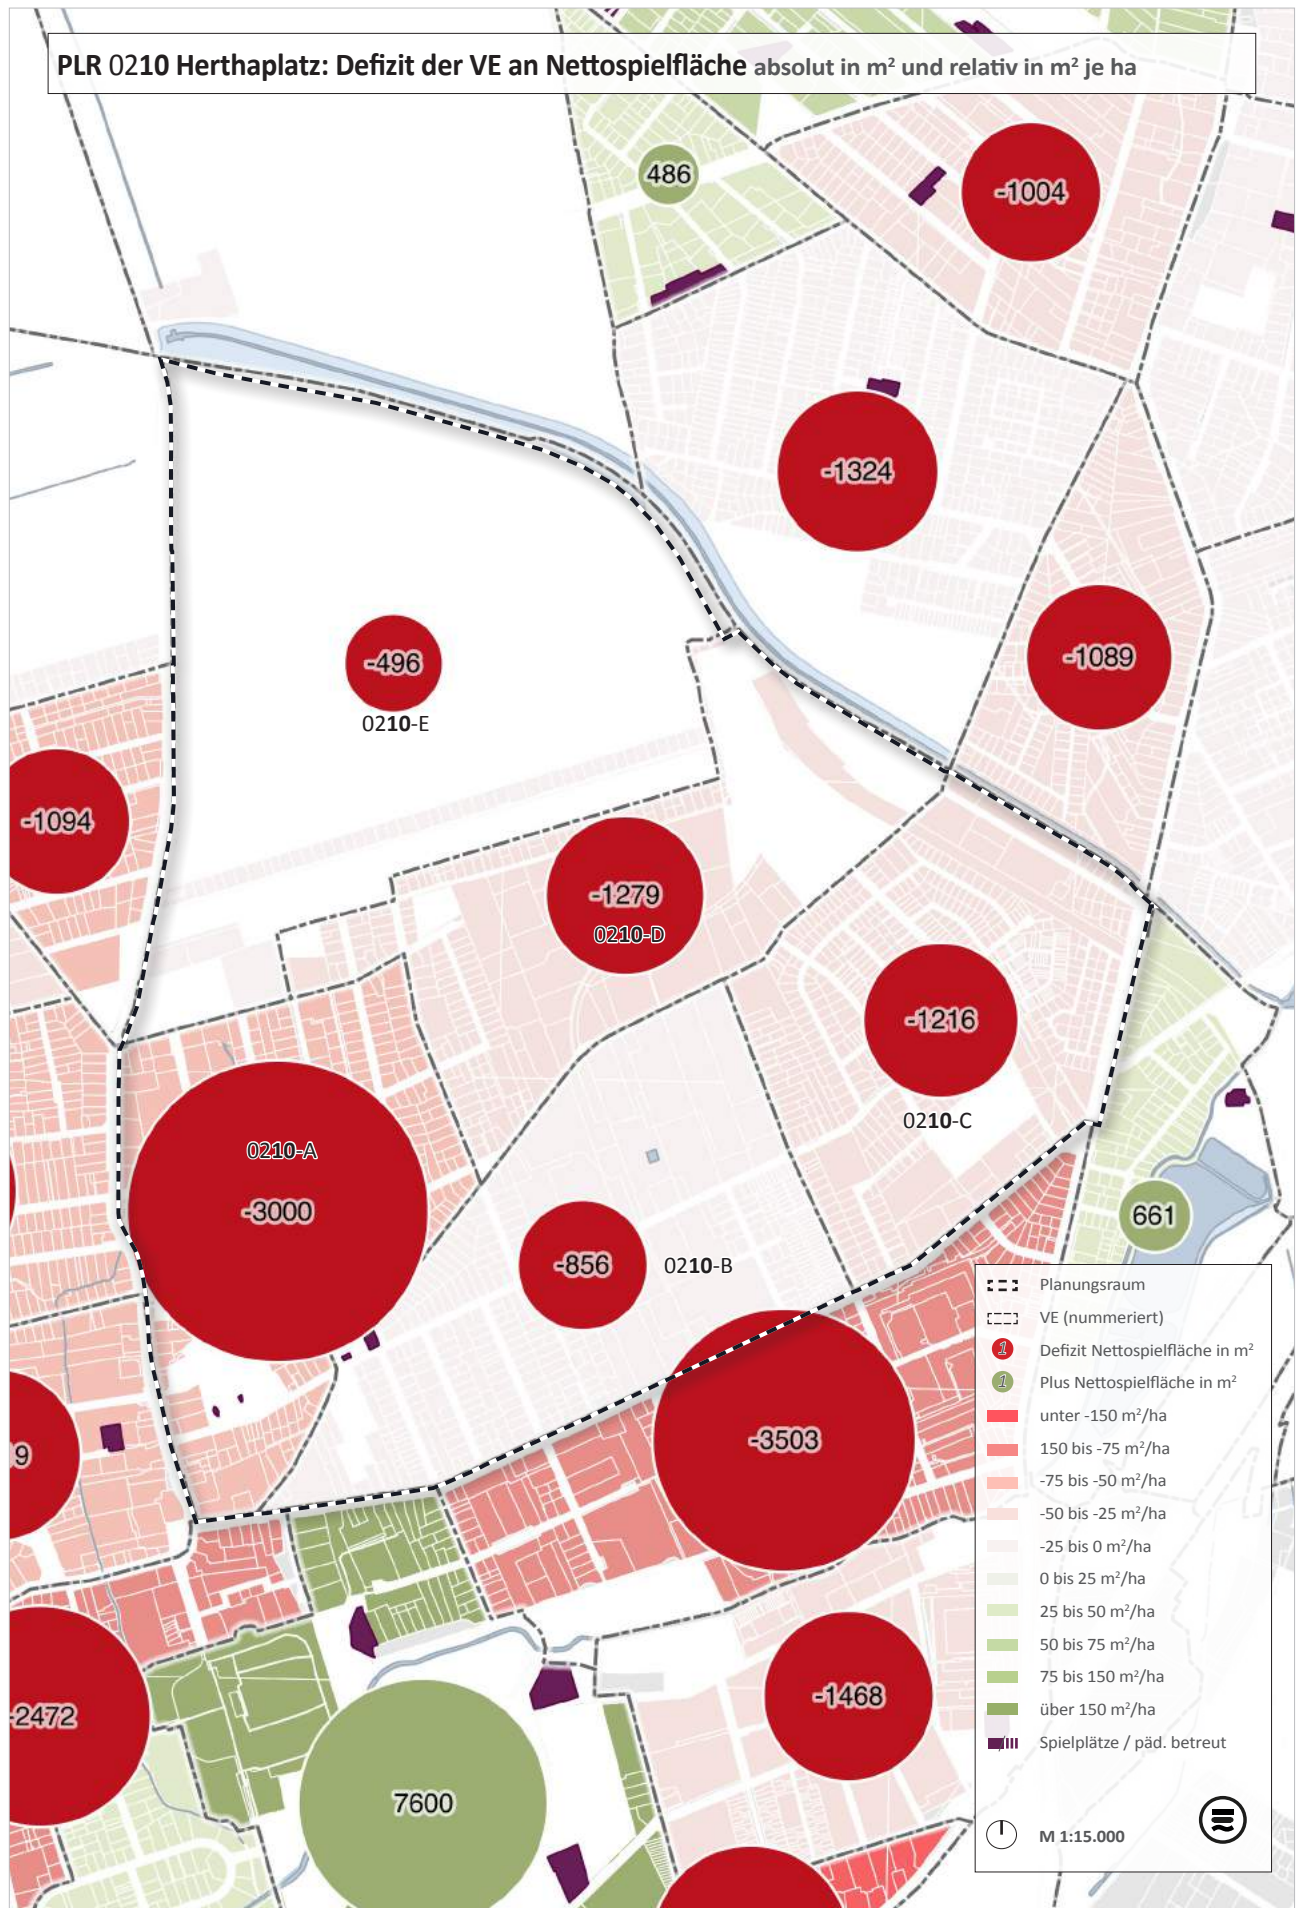 PLR 0210 Herthaplatz: Defizit der VE an Nettospielfläche absolut in m² und relativ in m² je ha
486
-1004
-1324
-1089
-496
0210-E
-1094
-1279
0210-D
-1216
0210-C
0210-A
-3000
661
-856
0210-B
-3503
9
-2472
-1468
7600
Planungsraum
VE (nummeriert)
1 Defizit Nettospielfläche in m²
1 Plus Nettospielfläche in m²
unter -150 m²/ha
150 bis -75 m²/ha
-75 bis -50 m²/ha
-50 bis -25 m²/ha
-25 bis 0 m²/ha
0 bis 25 m²/ha
25 bis 50 m²/ha
50 bis 75 m²/ha
75 bis 150 m²/ha
über 150 m²/ha
Spielplätze / päd. betreut
M 1:15.000